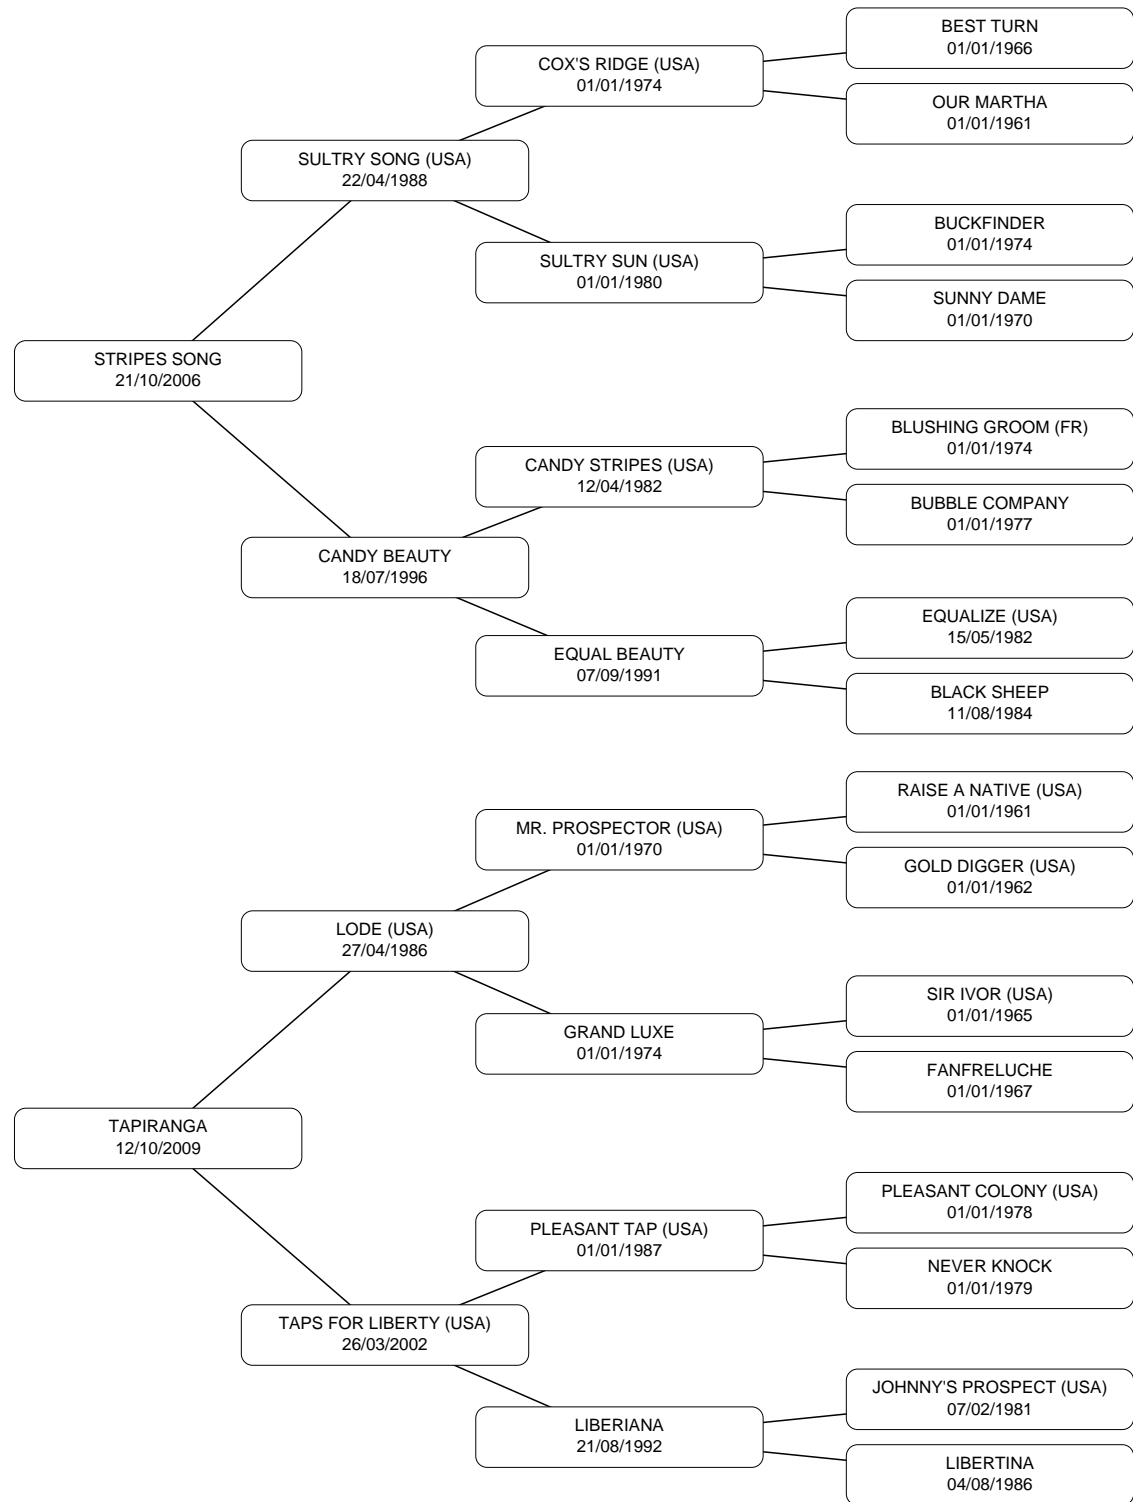 BEST TURN
01/01/1966
COX'S RIDGE (USA)
01/01/1974
OUR MARTHA
01/01/1961
SULTRY SONG (USA)
22/04/1988
BUCKFINDER
01/01/1974
SULTRY SUN (USA)
01/01/1980
SUNNY DAME
01/01/1970
STRIPES SONG
21/10/2006
BLUSHING GROOM (FR)
01/01/1974
CANDY STRIPES (USA)
12/04/1982
BUBBLE COMPANY
01/01/1977
CANDY BEAUTY
18/07/1996
EQUALIZE (USA)
15/05/1982
EQUAL BEAUTY
07/09/1991
BLACK SHEEP
11/08/1984
RAISE A NATIVE (USA)
01/01/1961
MR. PROSPECTOR (USA)
01/01/1970
GOLD DIGGER (USA)
01/01/1962
LODE (USA)
27/04/1986
SIR IVOR (USA)
01/01/1965
GRAND LUXE
01/01/1974
FANFRELUCHE
01/01/1967
TAPIRANGA
12/10/2009
PLEASANT COLONY (USA)
01/01/1978
PLEASANT TAP (USA)
01/01/1987
NEVER KNOCK
01/01/1979
TAPS FOR LIBERTY (USA)
26/03/2002
JOHNNY'S PROSPECT (USA)
07/02/1981
LIBERIANA
21/08/1992
LIBERTINA
04/08/1986